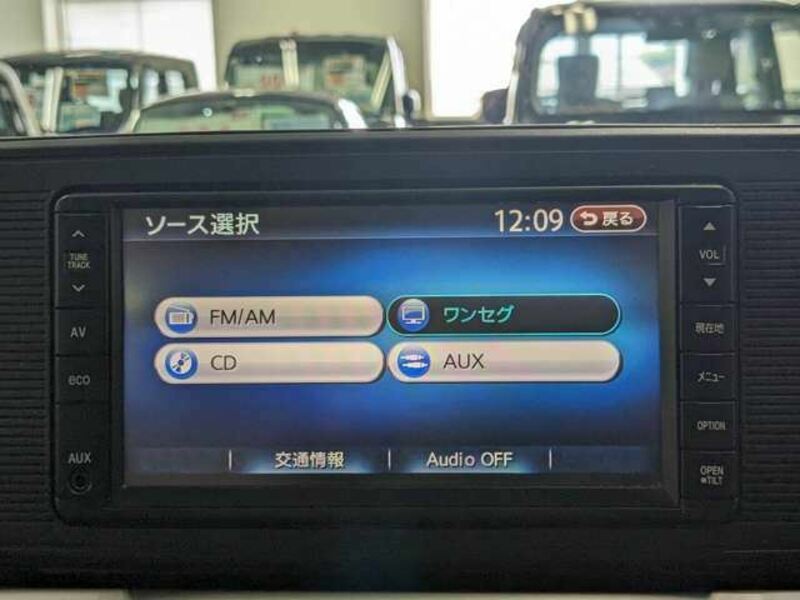 ソース選択 12:09 戻る
FM/AM ワンセグ
CD AUX
交通情報 Audio OFF
TUNE
TRACK
AV
eco
AUX
VOL
現在地
メニュー
OPTION
OPEN
TILT